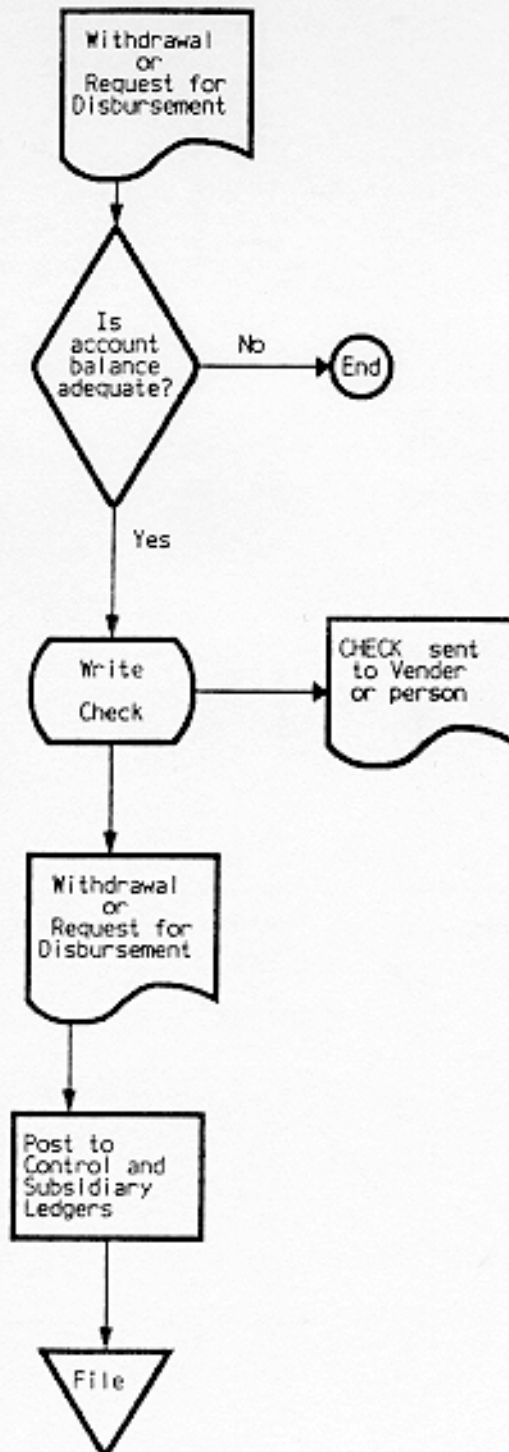 Withdrawal
or
Request for
Disbursement
Is
account
balance
adequate?
No
End
Yes
Write
Check
CHECK sent
to Vender
or person
Withdrawal
or
Request for
Disbursement
Post to
Control and
Subsidiary
Ledgers
File